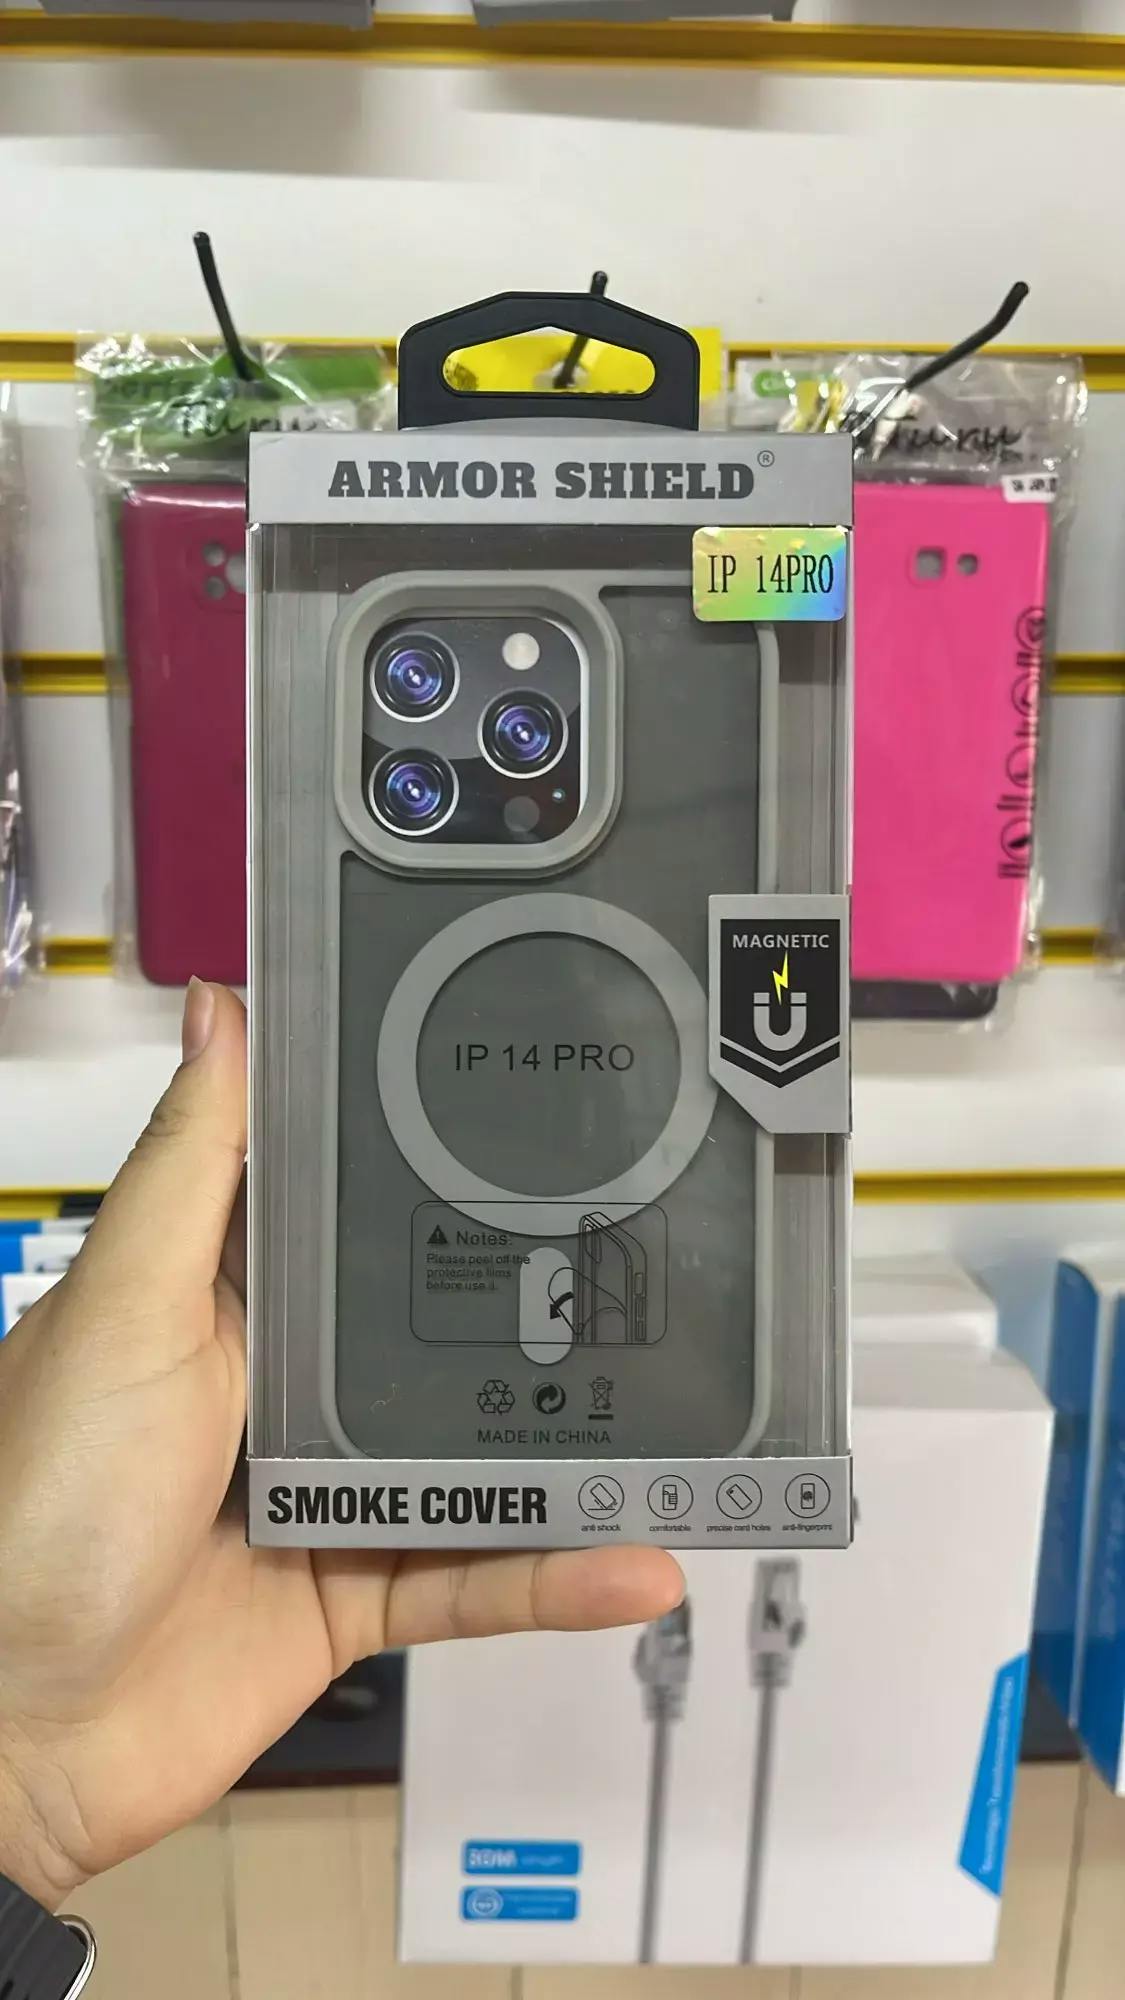 ARMOR SHIELD®
IP 14PRO
MAGNETIC
IP 14 PRO
Notes:
Please peel off the
protective films
before use it.
MADE IN CHINA
SMOKE COVER
anti shock
comfortable
precise card holes
anti-fingerprint